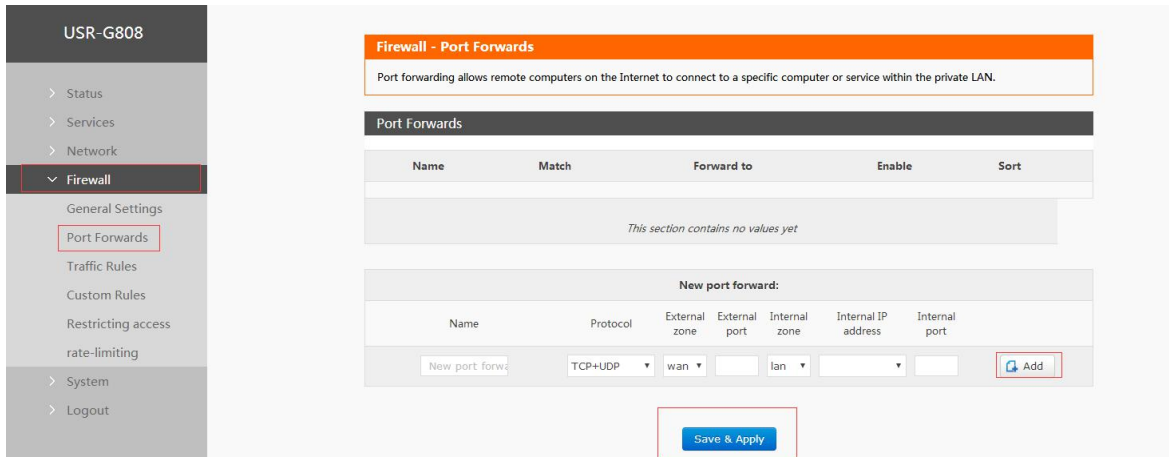 USR-G808
Status
Services
Network
Firewall
General Settings
Port Forwards
Traffic Rules
Custom Rules
Restricting access
rate-limiting
System
Logout
Firewall - Port Forwards
Port forwarding allows remote computers on the Internet to connect to a specific computer or service within the private LAN.
Port Forwards
Name Match Forward to Enable Sort
This section contains no values yet
New port forward:
Name Protocol External zone External port Internal zone Internal IP address Internal port
New port forwa TCP+UDP wan lan Add
Save & Apply